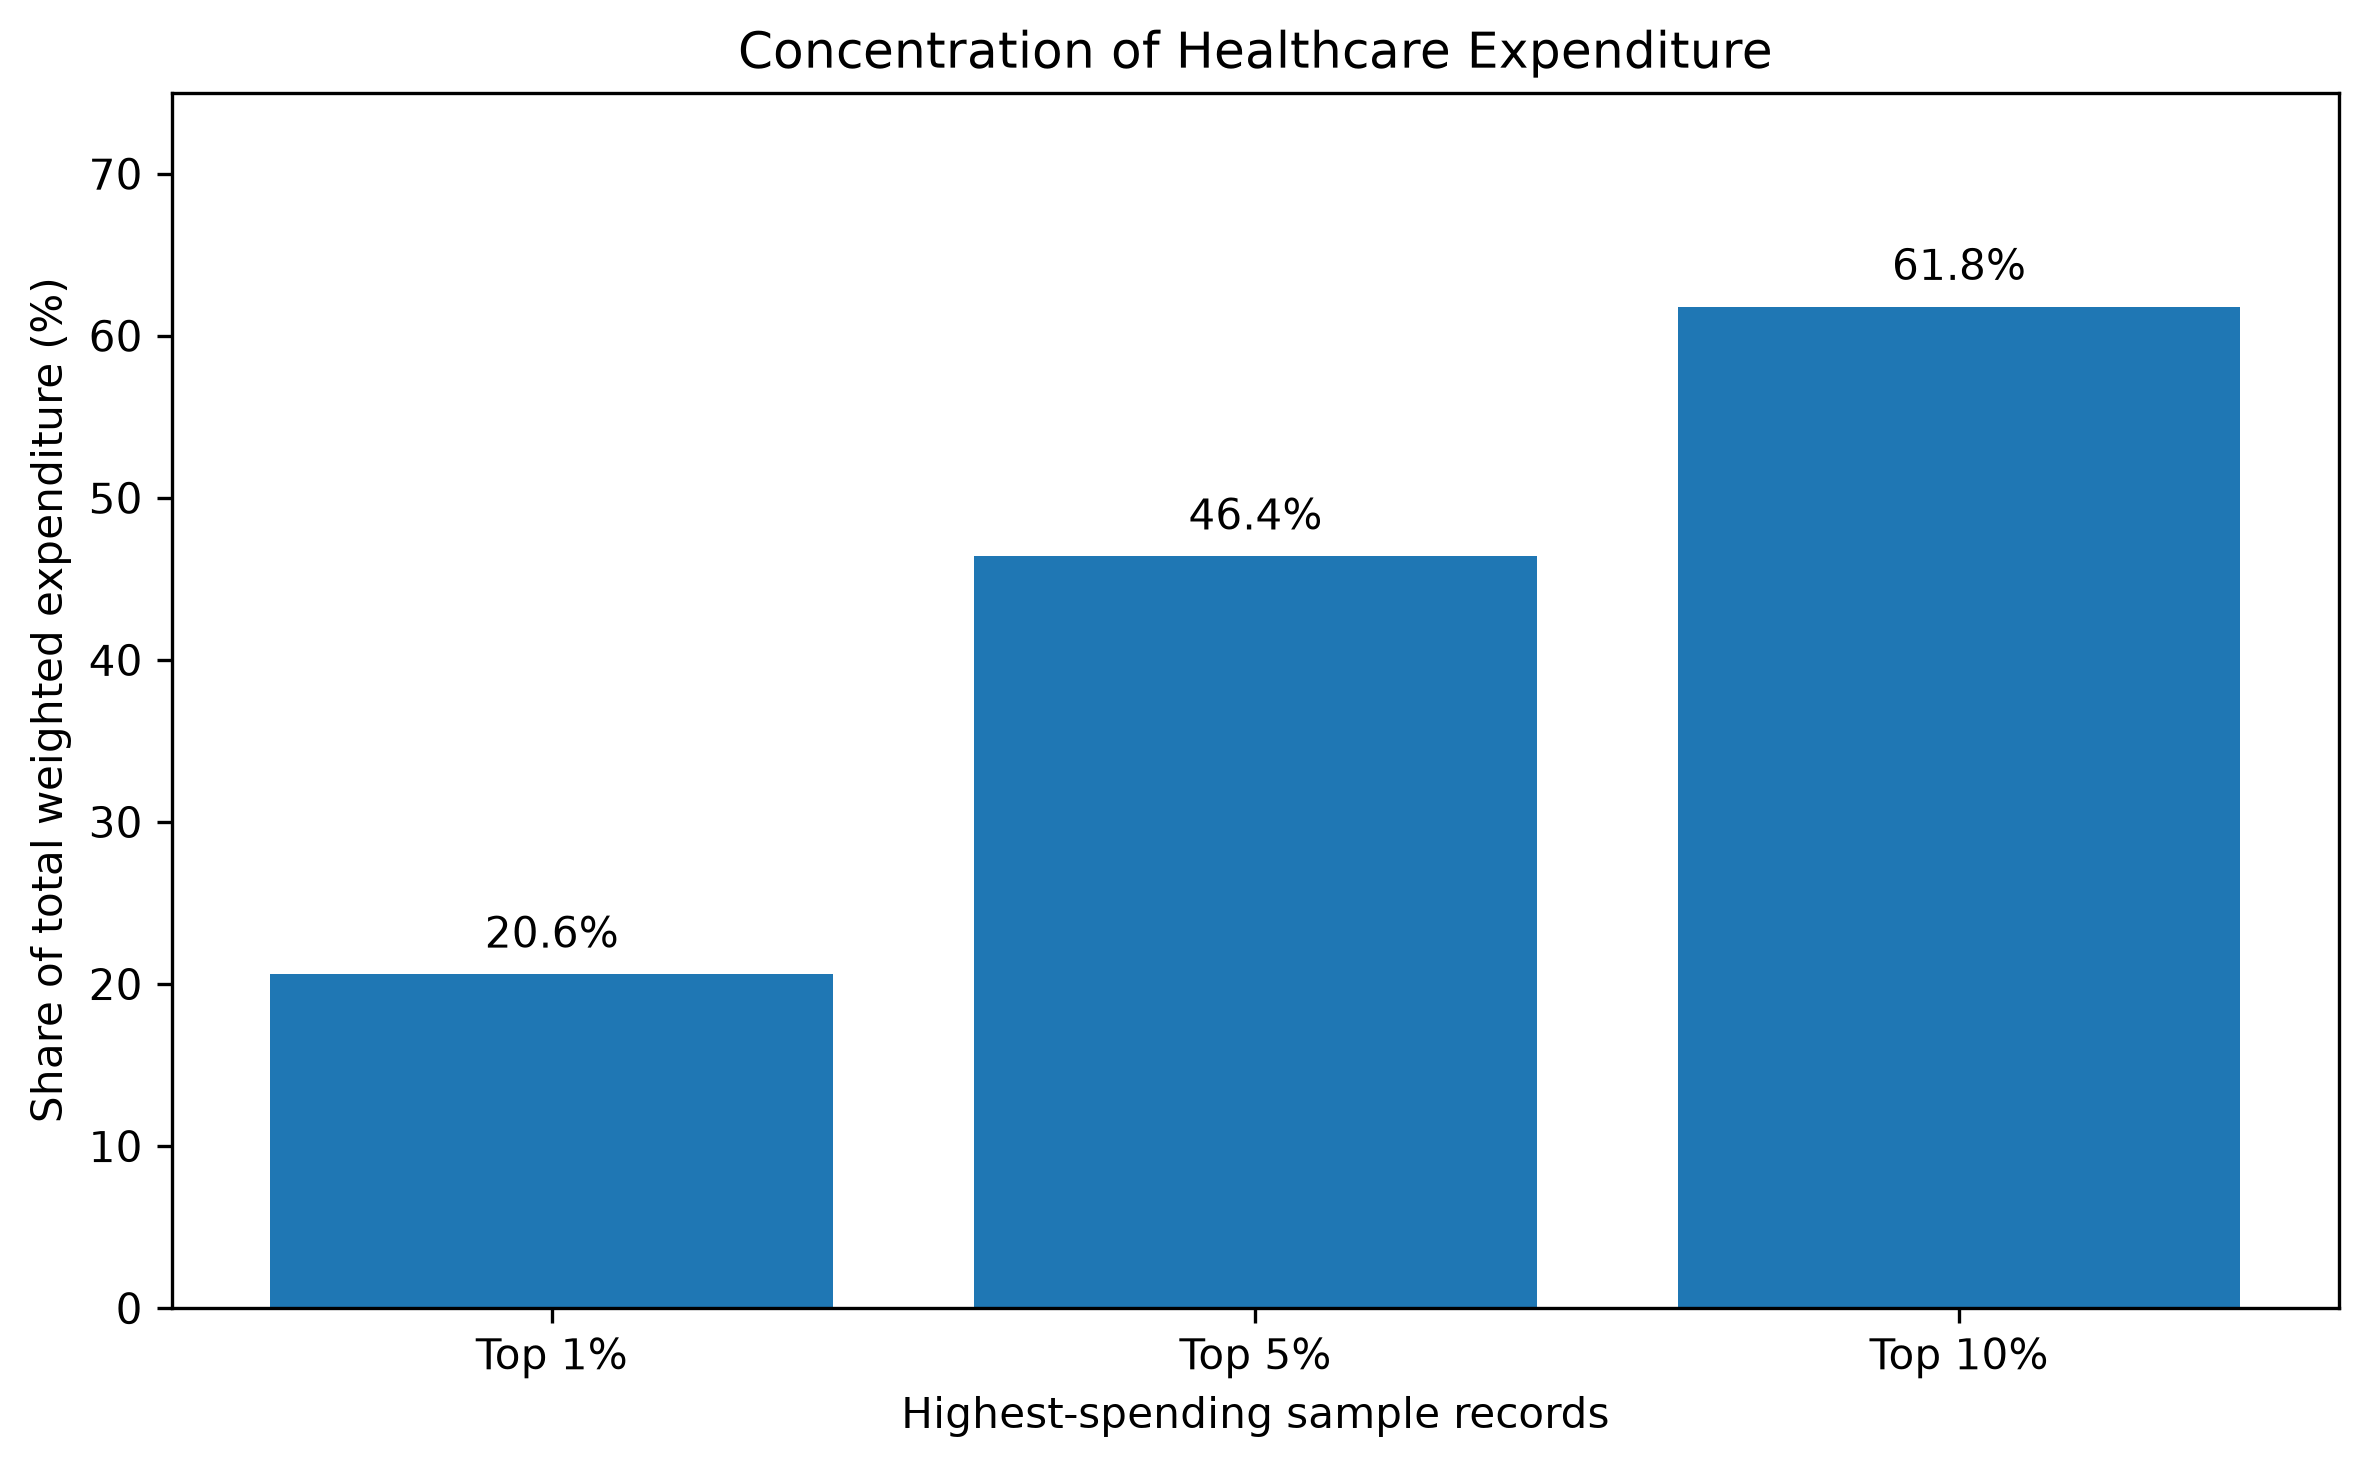 Concentration of Healthcare Expenditure
Share of total weighted expenditure (%)
70
60
50
40
30
20
10
0
20.6%
46.4%
61.8%
Top 1%
Top 5%
Top 10%
Highest-spending sample records